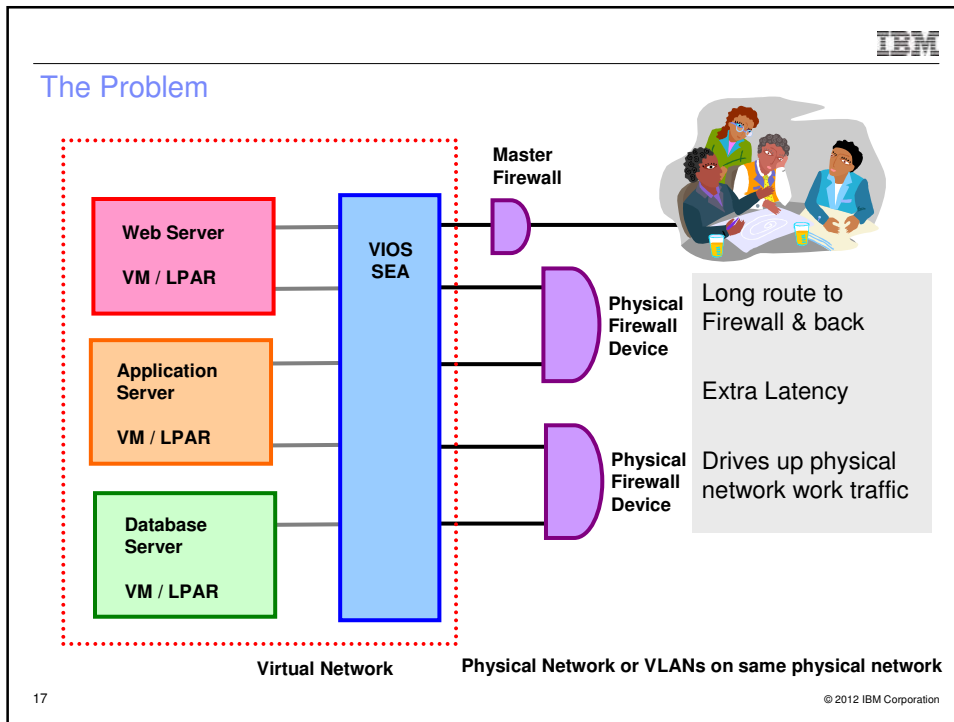 IBM
The Problem
Master
Firewall
Web Server
VM / LPAR
VIOS
SEA
Physical
Firewall
Device
Long route to
Firewall & back
Extra Latency
Drives up physical
network work traffic
Application
Server
VM / LPAR
Physical
Firewall
Device
Database
Server
VM / LPAR
Virtual Network
Physical Network or VLANs on same physical network
17
© 2012 IBM Corporation